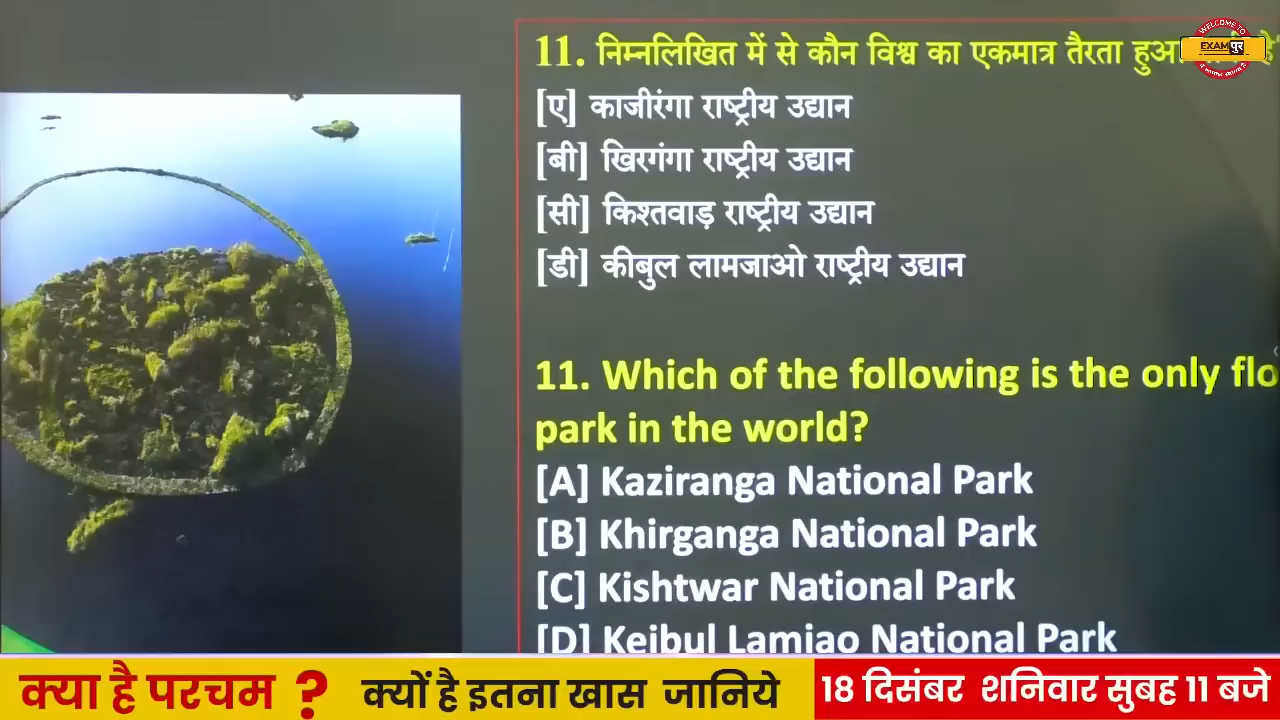 WELCOME TO
EXAM पुर
11. निम्नलिखित में से कौन विश्व का एकमात्र तैरता
[ए] काजीरंगा राष्ट्रीय उद्यान
[बी] खिरगंगा राष्ट्रीय उद्यान
[सी] किश्तवाड़ राष्ट्रीय उद्यान
[डी] कीबुल लामजाओ राष्ट्रीय उद्यान
11. Which of the following is the only flo
park in the world?
[A] Kaziranga National Park
[B] Khirganga National Park
[C] Kishtwar National Park
[D] Keibul Lamjao National Park
क्या है परचम ? क्यों है इतना खास जानिये 18 दिसंबर शनिवार सुबह 11 बजे